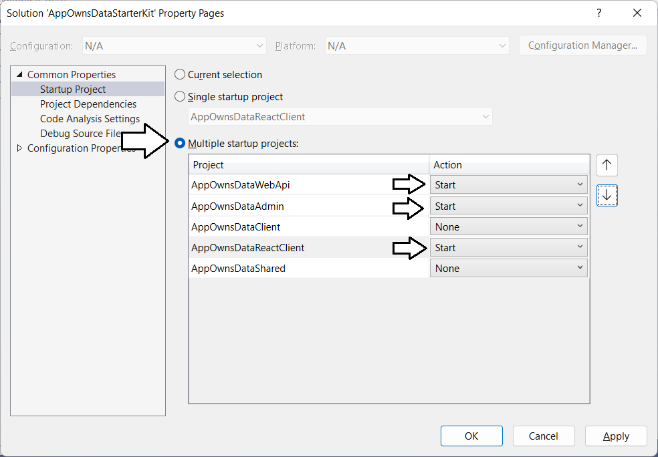 Solution 'AppOwnsDataStarterKit' Property Pages
Configuration: N/A Platform: N/A Configuration Manager...
Common Properties
Startup Project
Project Dependencies
Code Analysis Settings
Debug Source File
Configuration Proper
Current selection
Single startup project
AppOwnsDataReactClient
Multiple startup projects:
Project Action
AppOwnsDataWebApi Start
AppOwnsDataAdmin Start
AppOwnsDataClient None
AppOwnsDataReactClient Start
AppOwnsDataShared None
OK Cancel Apply